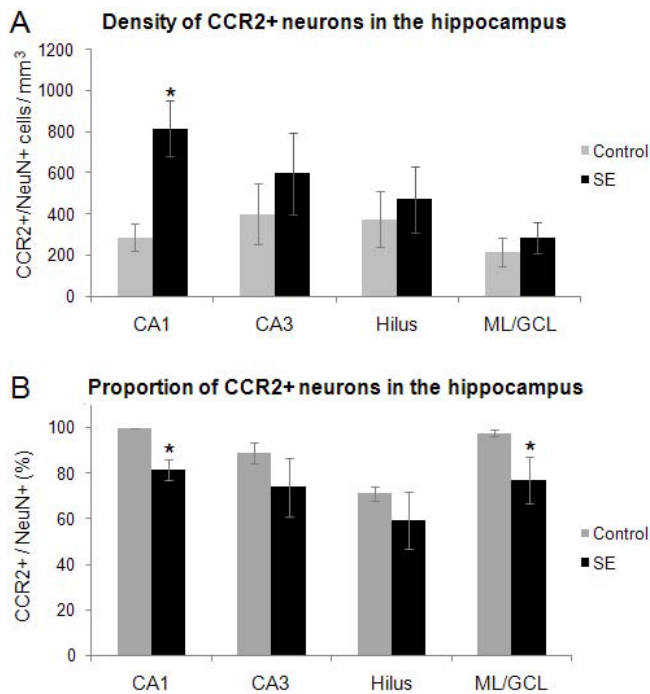 A
Density of CCR2+ neurons in the hippocampus
CCR2+/NeuN+ cells / mm³
1200
1000
800
600
400
200
0
*
Control
SE
CA1
CA3
Hilus
ML/GCL
B
Proportion of CCR2+ neurons in the hippocampus
CCR2+ / NeuN+ (%)
100
80
60
40
20
0
*
*
Control
SE
CA1
CA3
Hilus
ML/GCL